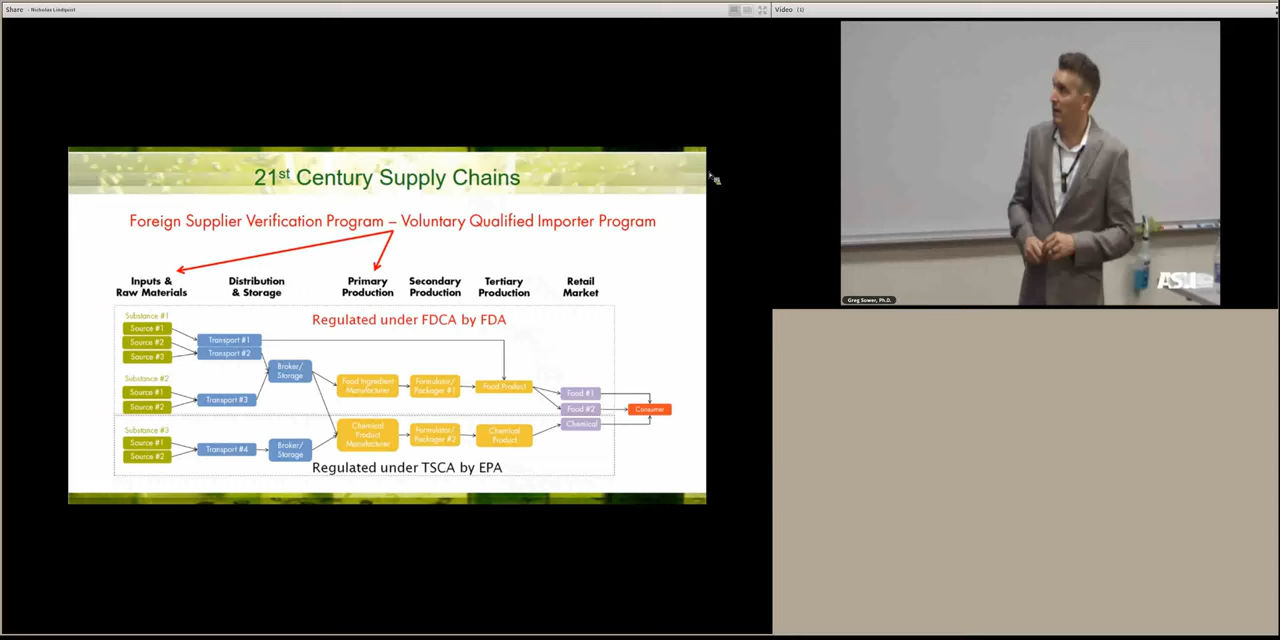 Share - Nicholas Lindquist
Video (1)
21st Century Supply Chains
Foreign Supplier Verification Program – Voluntary Qualified Importer Program
Inputs &
Raw Materials
Distribution
& Storage
Primary
Production
Secondary
Production
Tertiary
Production
Retail
Market
Regulated under FDCA by FDA
Substance #1
Source #1
Source #2
Source #3
Substance #2
Source #1
Source #2
Substance #3
Source #1
Source #2
Transport #1
Transport #2
Transport #3
Transport #4
Broker/
Storage
Broker/
Storage
Food Ingredient
Manufacturer
Chemical
Product
Manufacturer
Formulator/
Packager #1
Formulator/
Packager #2
Food Product
Chemical
Product
Food #1
Food #2
Chemical
Consumer
Regulated under TSCA by EPA
Greg Sower, Ph.D.
ASU